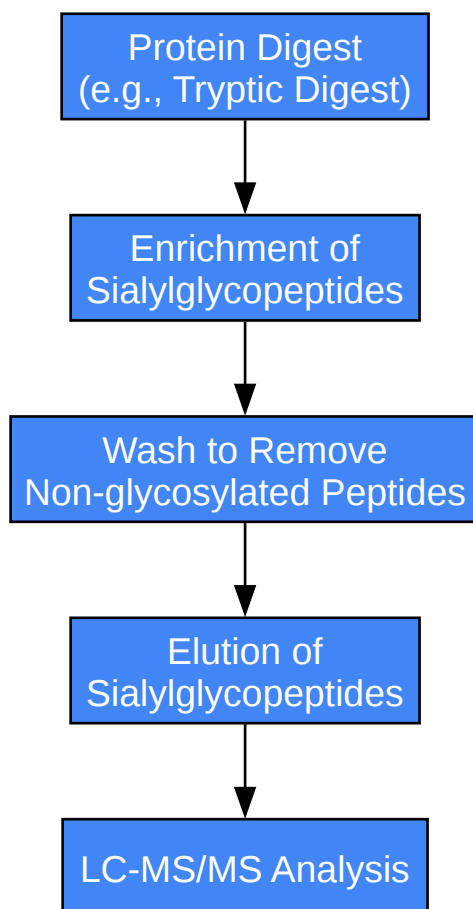 Protein Digest
(e.g., Tryptic Digest)
Enrichment of
Sialylglycopeptides
Wash to Remove
Non-glycosylated Peptides
Elution of
Sialylglycopeptides
LC-MS/MS Analysis